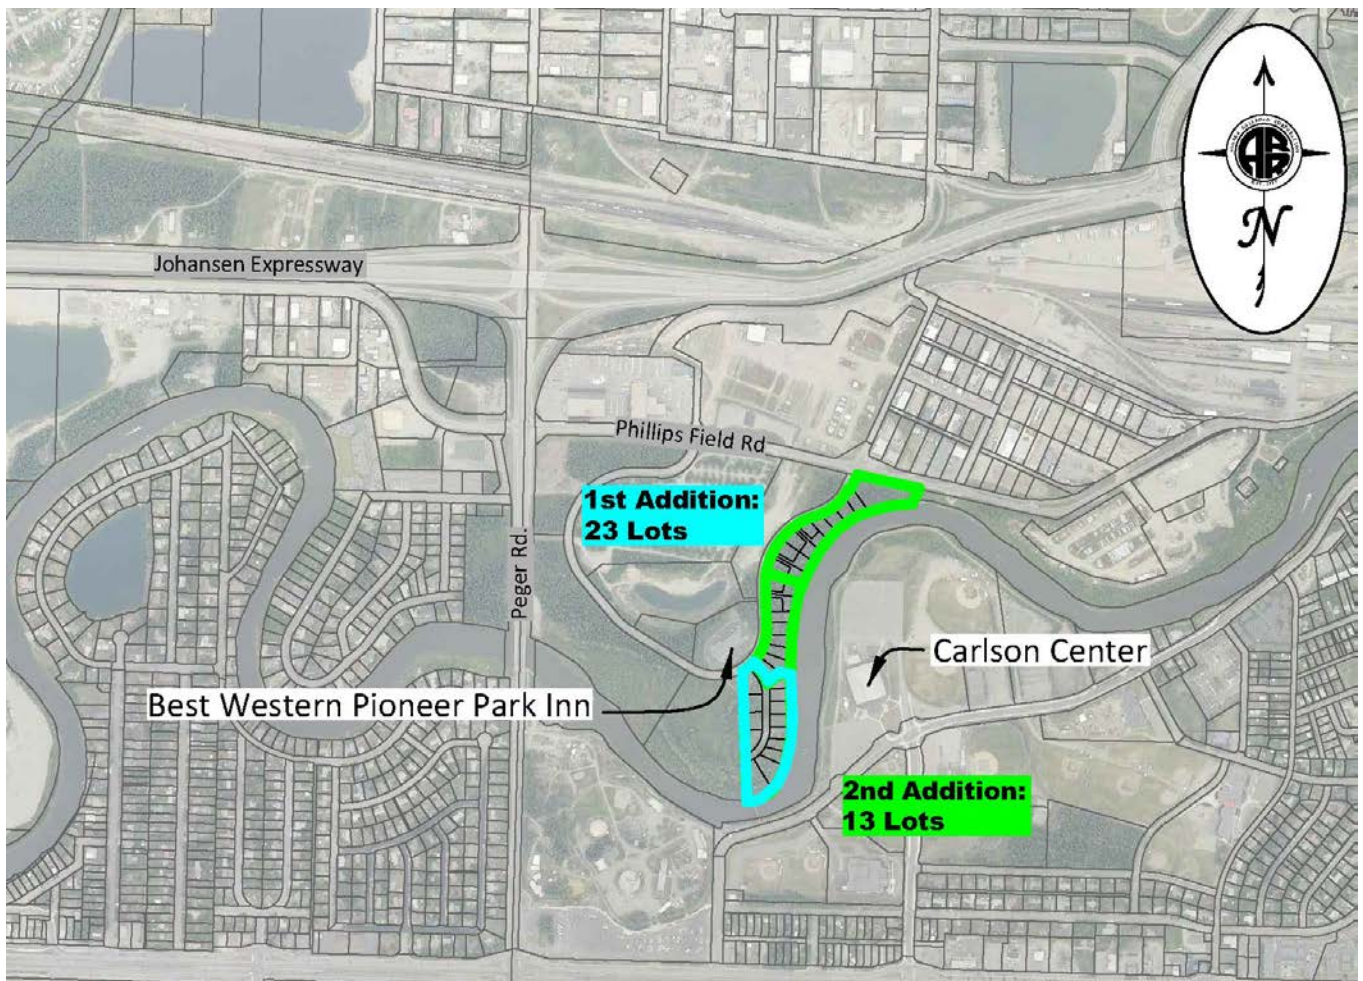 Johansen Expressway
N
Phillips Field Rd
1st Addition:
23 Lots
Peger Rd.
Carlson Center
Best Western Pioneer Park Inn
2nd Addition:
13 Lots